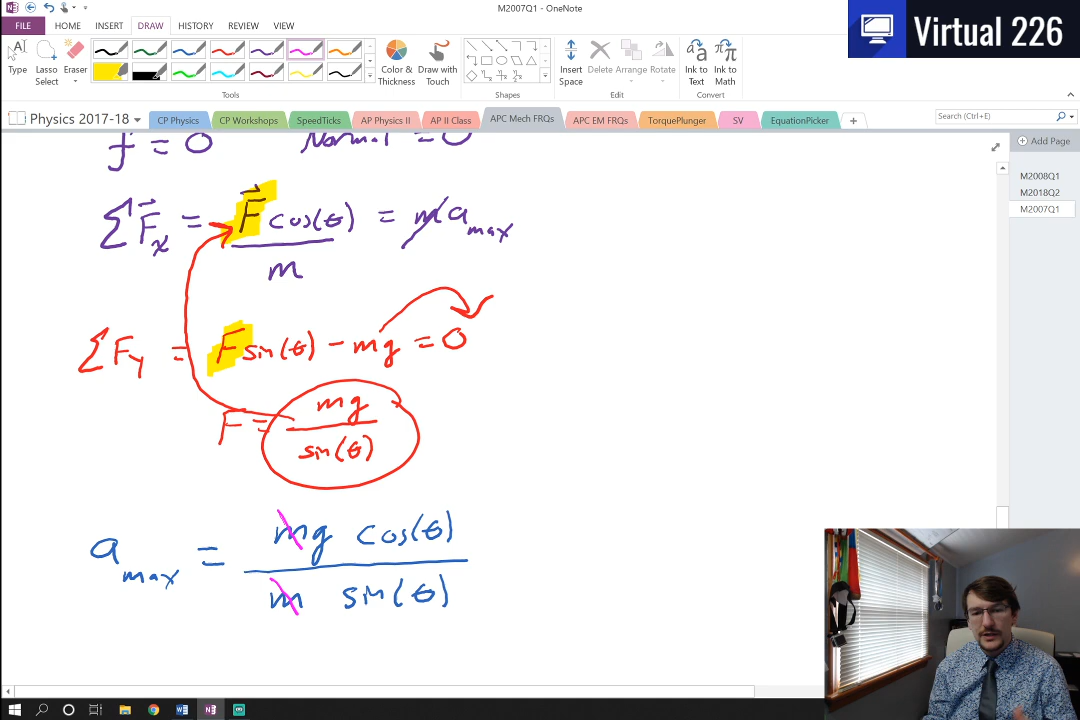 M2007Q1 - OneNote
FILE HOME INSERT DRAW HISTORY REVIEW VIEW
Virtual 226
Type Lasso Select Eraser Color & Thickness Draw with Touch Insert Space Delete Arrange Rotate Ink to Text Ink to Math
Tools Shapes Edit Convert
Physics 2017-18 CP Physics CP Workshops SpeedTicks AP Physics II AP II Class APC Mech FRQs APC EM FRQs TorquePlunger SV EquationPicker Search (Ctrl+E)
Add Page
M2008Q1
M2018Q2
M2007Q1
f = 0 Normal = 0
∑F⃗x = F⃗ cos(θ) / m = m a max
∑Fy = F sin(θ) - mg = 0
F = mg / sin(θ)
a max = mg cos(θ) / m sin(θ)